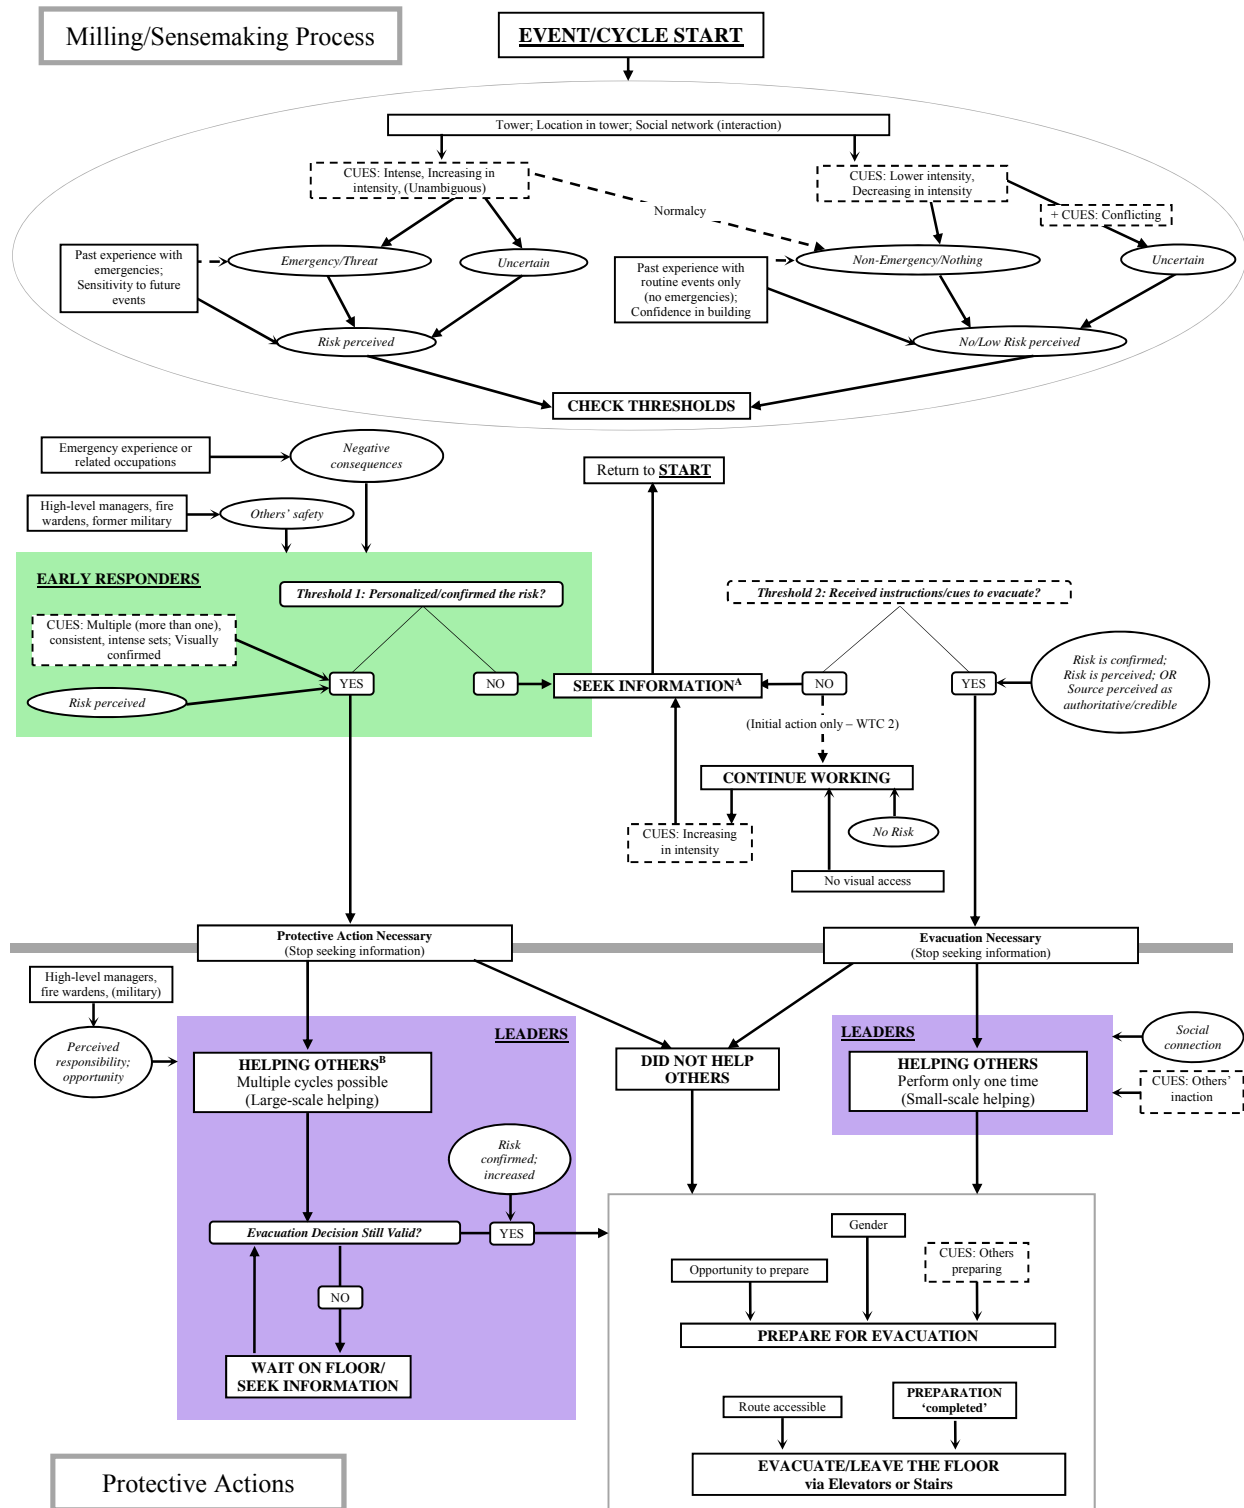 Milling/Sensemaking Process
EVENT/CYCLE START
Tower; Location in tower; Social network (interaction)
CUES: Intense, Increasing in
intensity, (Unambiguous)
CUES: Lower intensity,
Decreasing in intensity
Normalcy
+ CUES: Conflicting
Past experience with
emergencies;
Sensitivity to future
events
Emergency/Threat
Uncertain
Past experience with
routine events only
(no emergencies);
Confidence in building
Non-Emergency/Nothing
Uncertain
Risk perceived
No/Low Risk perceived
CHECK THRESHOLDS
Emergency experience or
related occupations
Negative
consequences
Return to START
High-level managers, fire
wardens, former military
Others' safety
EARLY RESPONDERS
Threshold 1: Personalized/confirmed the risk?
Threshold 2: Received instructions/cues to evacuate?
CUES: Multiple (more than one),
consistent, intense sets; Visually
confirmed
Risk perceived
YES
NO
SEEK INFORMATIONA
NO
YES
Risk is confirmed;
Risk is perceived; OR
Source perceived as
authoritative/credible
(Initial action only – WTC 2)
CONTINUE WORKING
CUES: Increasing
in intensity
No Risk
No visual access
Protective Action Necessary
(Stop seeking information)
Evacuation Necessary
(Stop seeking information)
High-level managers,
fire wardens, (military)
Perceived
responsibility;
opportunity
LEADERS
HELPING OTHERSB
Multiple cycles possible
(Large-scale helping)
DID NOT HELP
OTHERS
LEADERS
HELPING OTHERS
Perform only one time
(Small-scale helping)
Social
connection
CUES: Others'
inaction
Risk
confirmed;
increased
Evacuation Decision Still Valid?
YES
NO
WAIT ON FLOOR/
SEEK INFORMATION
Gender
Opportunity to prepare
CUES: Others
preparing
PREPARE FOR EVACUATION
Route accessible
PREPARATION
'completed'
EVACUATE/LEAVE THE FLOOR
via Elevators or Stairs
Protective Actions